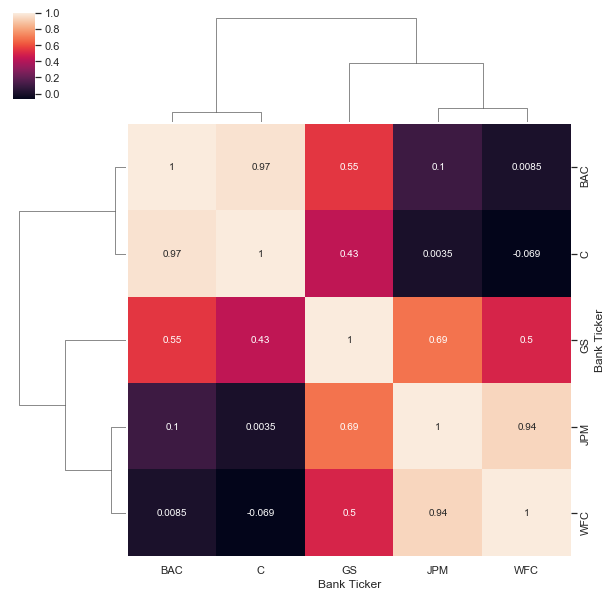 1.0
0.8
0.6
0.4
0.2
0.0
1 0.97 0.55 0.1 0.0085 BAC
0.97 1 0.43 0.0035 -0.069 C
0.55 0.43 1 0.69 0.5 GS
0.1 0.0035 0.69 1 0.94 JPM
0.0085 -0.069 0.5 0.94 1 WFC
Bank Ticker
BAC C GS JPM WFC
Bank Ticker